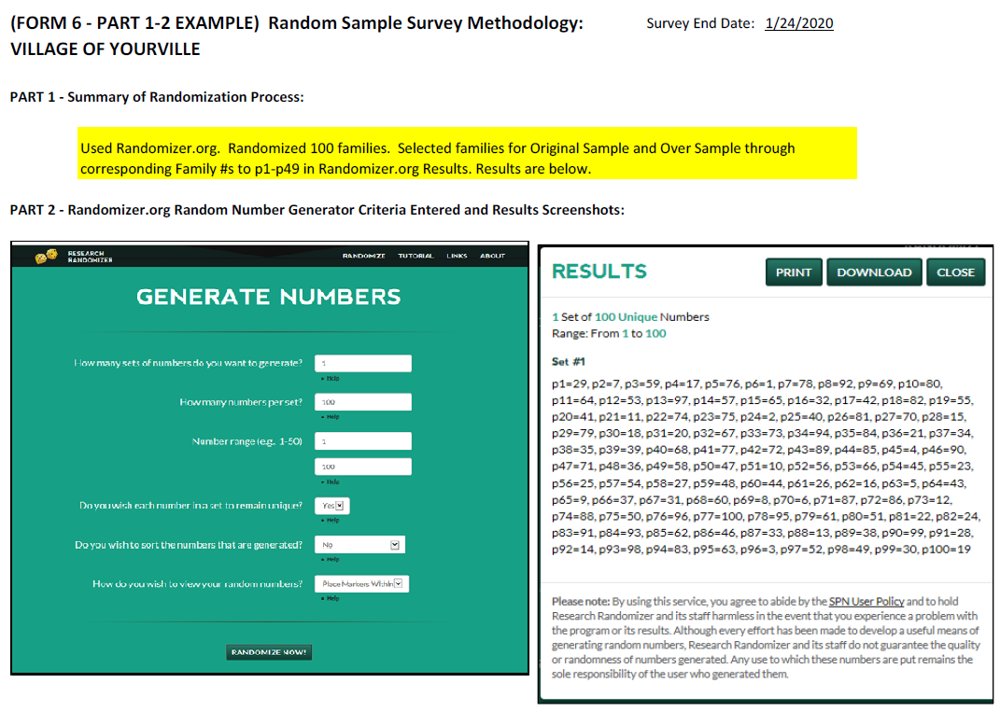 (FORM 6 - PART 1-2 EXAMPLE) Random Sample Survey Methodology:
Survey End Date: 1/24/2020
VILLAGE OF YOURVILLE
PART 1 - Summary of Randomization Process:
Used Randomizer.org. Randomized 100 families. Selected families for Original Sample and Over Sample through
corresponding Family #s to p1-p49 in Randomizer.org Results. Results are below.
PART 2 - Randomizer.org Random Number Generator Criteria Entered and Results Screenshots:
RESEARCH
RANDOMIZER
RANDOMIZE TUTORIAL LINKS ABOUT
GENERATE NUMBERS
How many sets of numbers do you want to generate? 1
Help
How many numbers per set? 100
Help
Number range (e.g. 1-50) 1
100
Help
Do you wish each number in a set to remain unique? Yes
Help
Do you wish to sort the numbers that are generated? No
Help
How do you wish to view your random numbers? Place Markers Within
Help
RANDOMIZE NOW!
RESULTS
PRINT DOWNLOAD CLOSE
1 Set of 100 Unique Numbers
Range: From 1 to 100
Set #1
p1=29, p2=7, p3=59, p4=17, p5=76, p6=1, p7=78, p8=92, p9=69, p10=80,
p11=64, p12=53, p13=97, p14=57, p15=65, p16=32, p17=42, p18=82, p19=55,
p20=41, p21=11, p22=74, p23=75, p24=2, p25=40, p26=81, p27=70, p28=15,
p29=79, p30=18, p31=20, p32=67, p33=73, p34=94, p35=84, p36=21, p37=34,
p38=35, p39=39, p40=68, p41=77, p42=72, p43=89, p44=85, p45=4, p46=90,
p47=71, p48=36, p49=58, p50=47, p51=10, p52=56, p53=66, p54=45, p55=23,
p56=25, p57=54, p58=27, p59=48, p60=44, p61=26, p62=16, p63=5, p64=43,
p65=9, p66=37, p67=31, p68=60, p69=8, p70=6, p71=87, p72=86, p73=12,
p74=88, p75=50, p76=96, p77=100, p78=95, p79=61, p80=51, p81=22, p82=24,
p83=91, p84=93, p85=62, p86=46, p87=33, p88=13, p89=38, p90=99, p91=28,
p92=14, p93=98, p94=83, p95=63, p96=3, p97=52, p98=49, p99=30, p100=19
Please note: By using this service, you agree to abide by the SPN User Policy and to hold
Research Randomizer and its staff harmless in the event that you experience a problem with
the program or its results. Although every effort has been made to develop a useful means of
generating random numbers, Research Randomizer and its staff do not guarantee the quality
or randomness of numbers generated. Any use to which these numbers are put remains the
sole responsibility of the user who generated them.